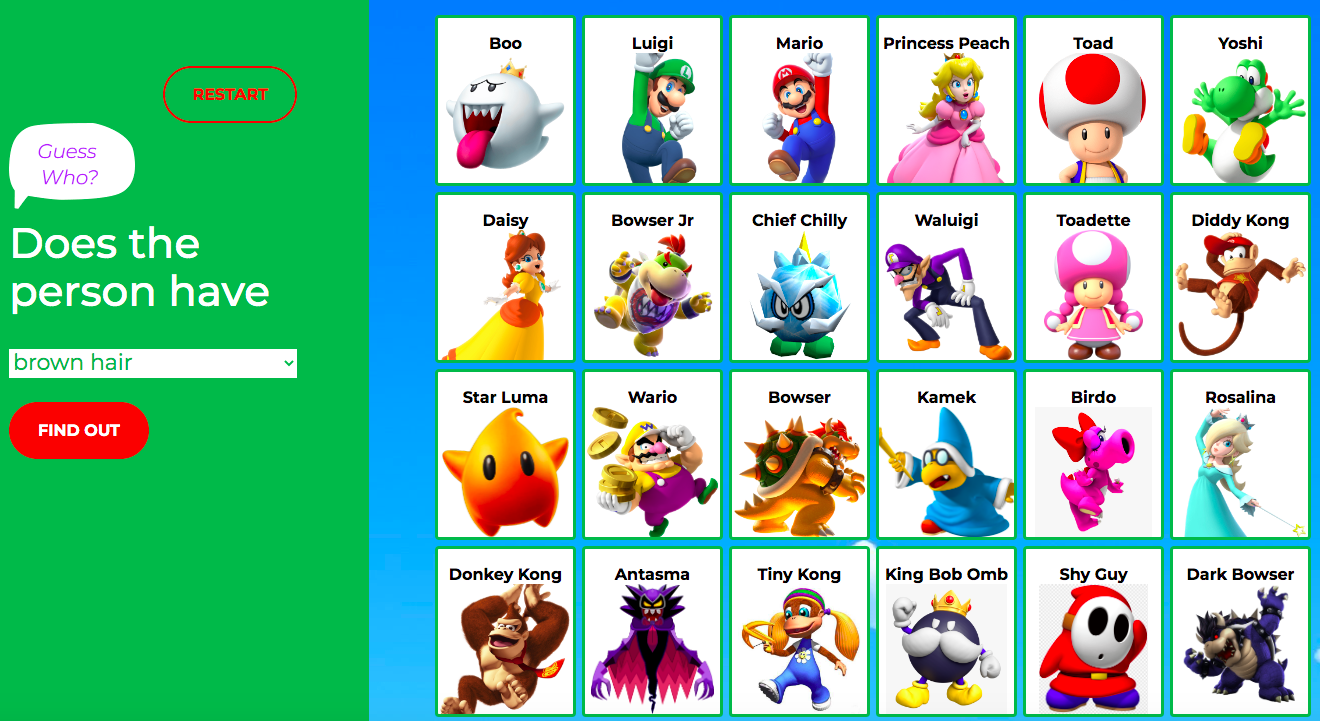 RESTART
Guess
Who?
Does the
person have
brown hair
FIND OUT
Boo
Luigi
Mario
Princess Peach
Toad
Yoshi
Daisy
Bowser Jr
Chief Chilly
Waluigi
Toadette
Diddy Kong
Star Luma
Wario
Bowser
Kamek
Birdo
Rosalina
Donkey Kong
Antasma
Tiny Kong
King Bob Omb
Shy Guy
Dark Bowser